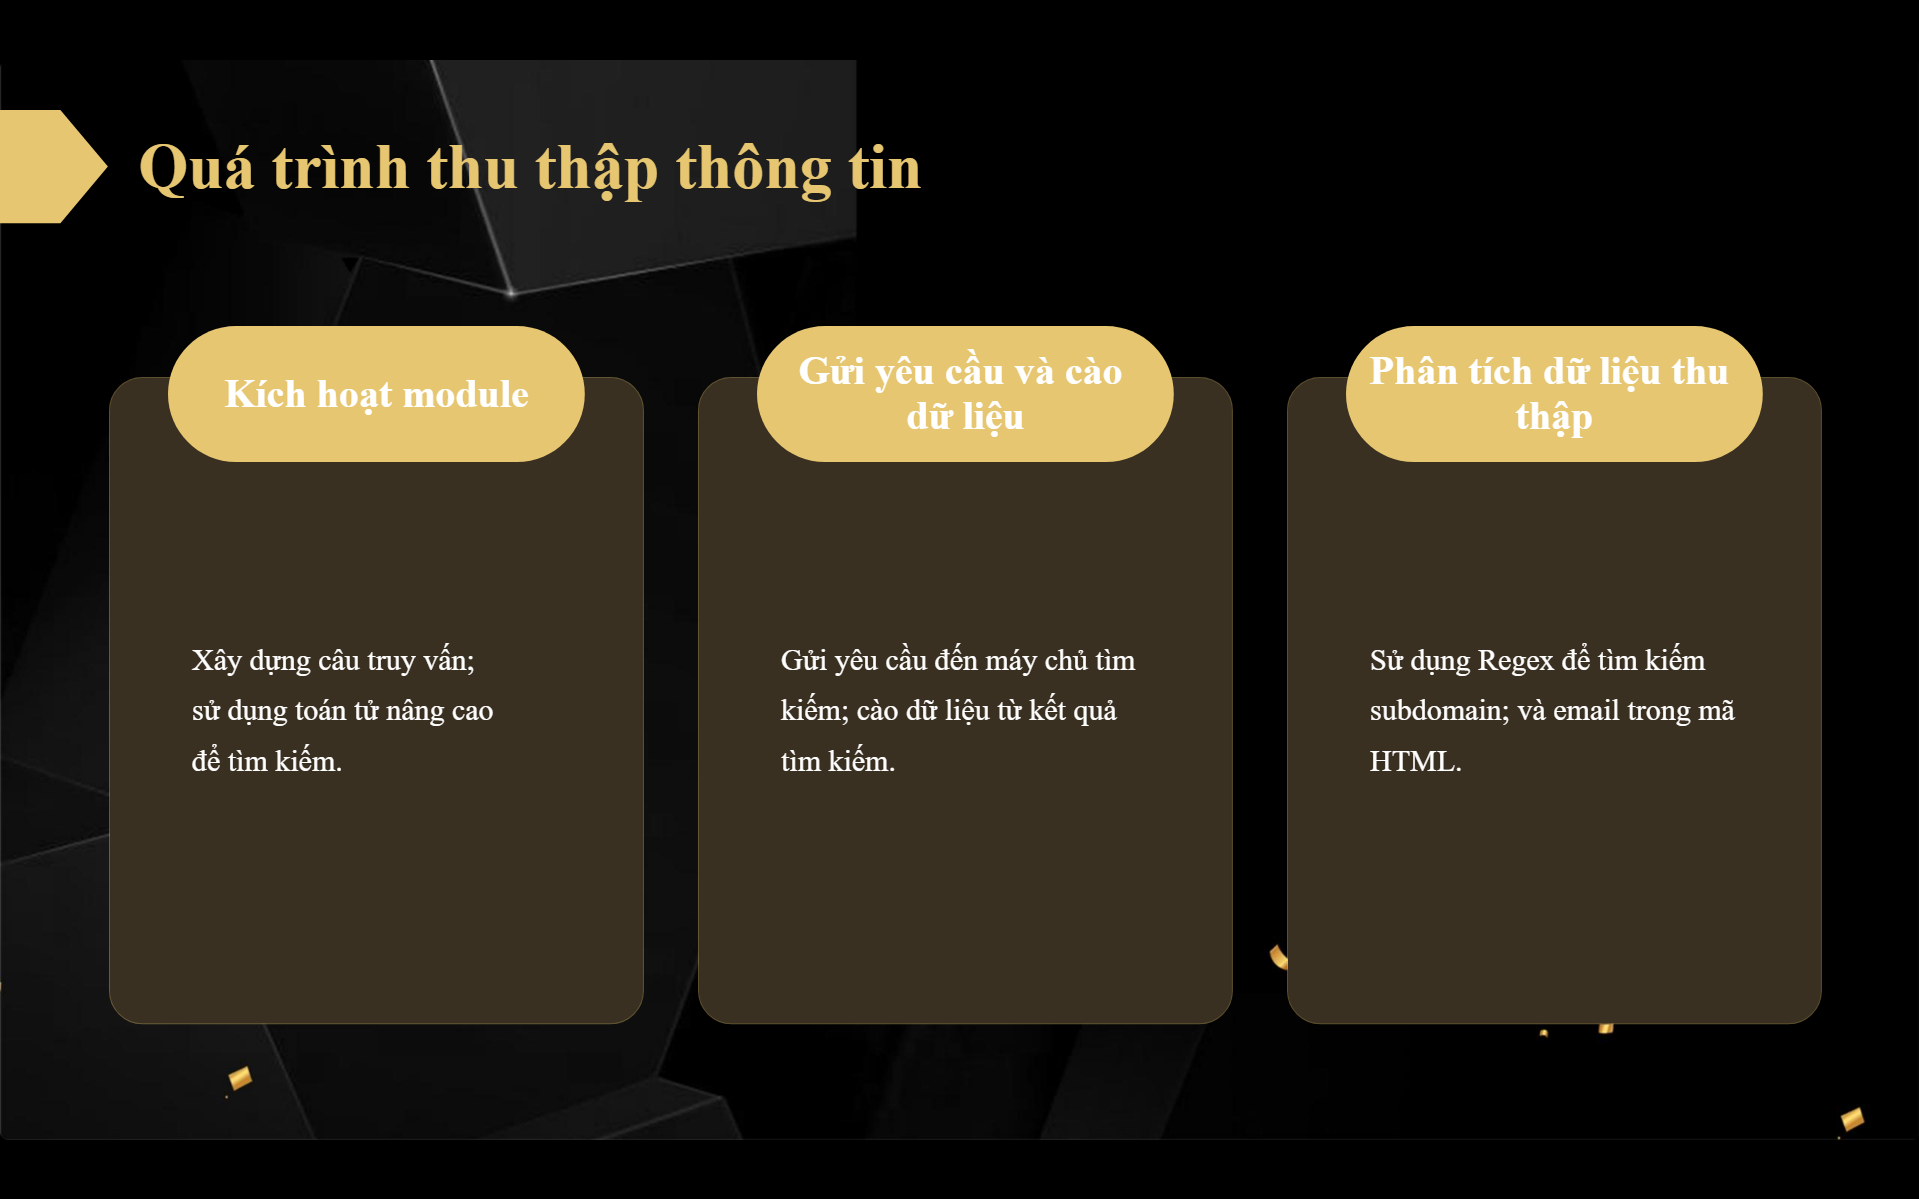 Quá trình thu thập thông tin
Kích hoạt module
Xây dựng câu truy vấn;
sử dụng toán tử nâng cao
để tìm kiếm.
Gửi yêu cầu và cào
dữ liệu
Gửi yêu cầu đến máy chủ tìm
kiếm; cào dữ liệu từ kết quả
tìm kiếm.
Phân tích dữ liệu thu
thập
Sử dụng Regex để tìm kiếm
subdomain; và email trong mã
HTML.